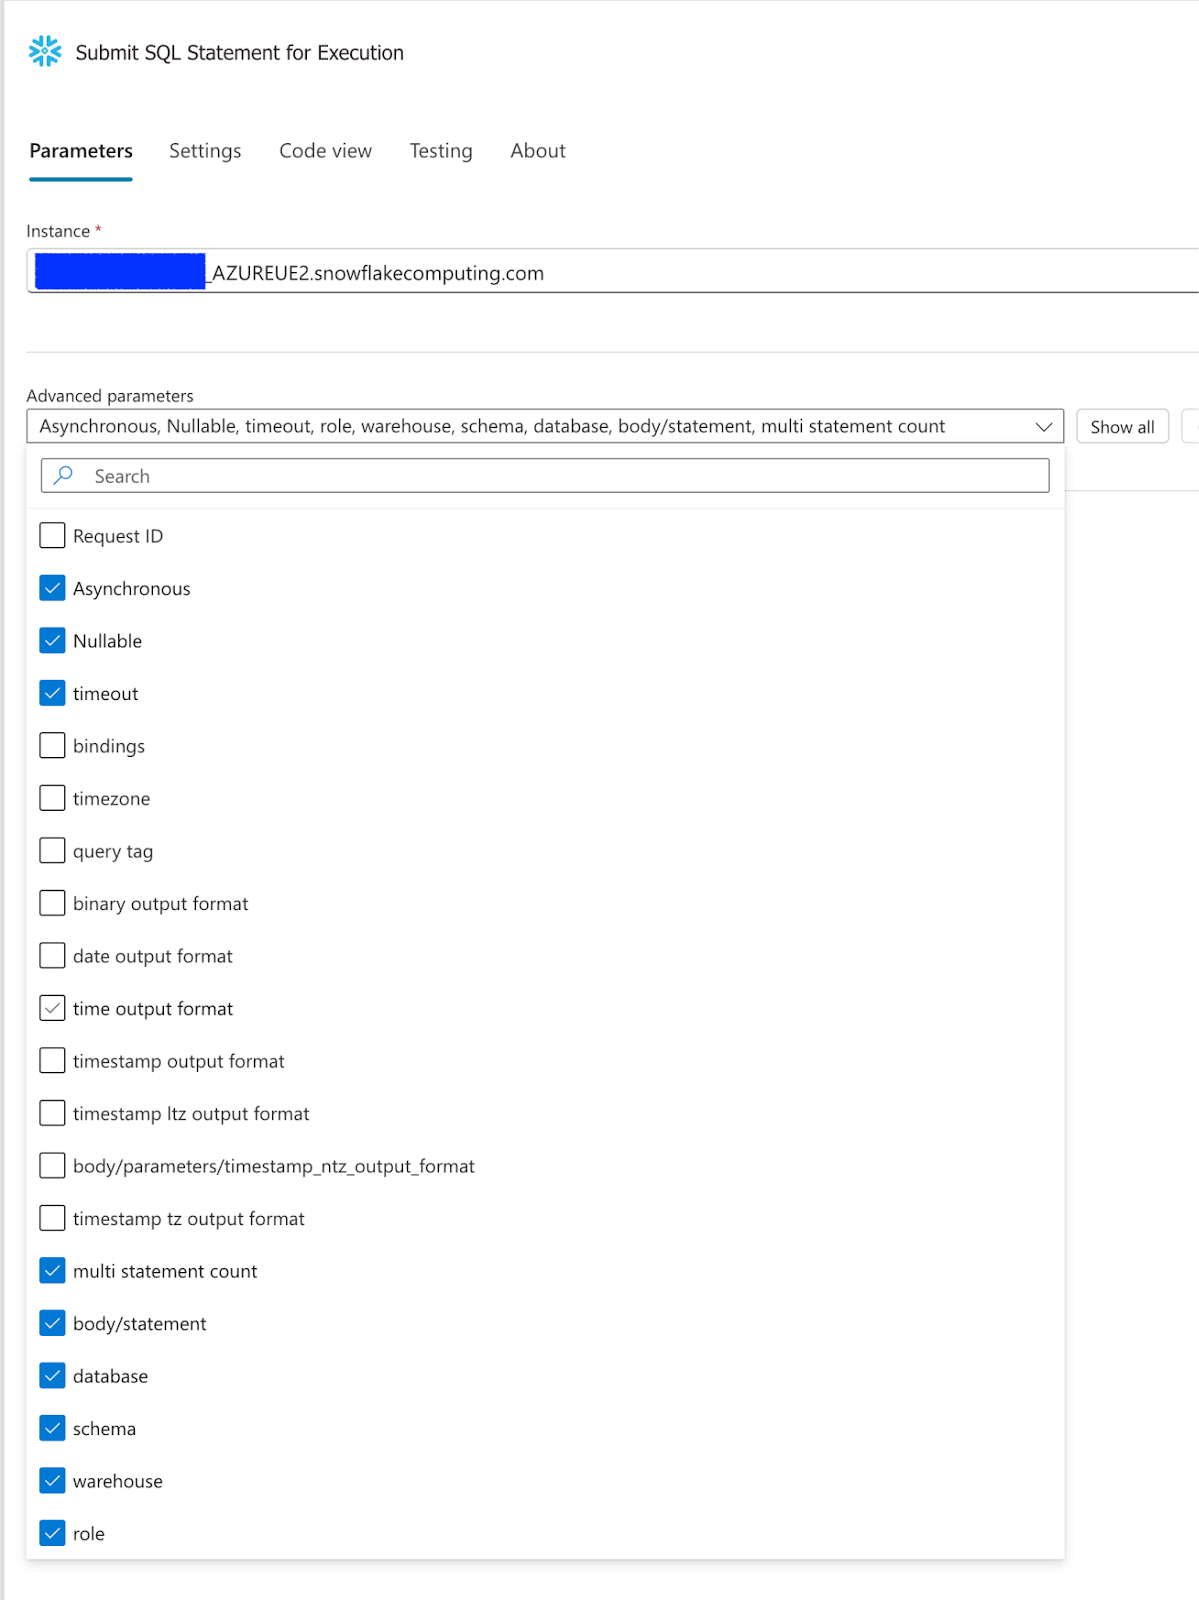 Submit SQL Statement for Execution
Parameters Settings Code view Testing About
Instance *
_AZUREUE2.snowflakecomputing.com
Advanced parameters
Asynchronous, Nullable, timeout, role, warehouse, schema, database, body/statement, multi statement count Show all
Search
Request ID
Asynchronous
Nullable
timeout
bindings
timezone
query tag
binary output format
date output format
time output format
timestamp output format
timestamp ltz output format
body/parameters/timestamp_ntz_output_format
timestamp tz output format
multi statement count
body/statement
database
schema
warehouse
role